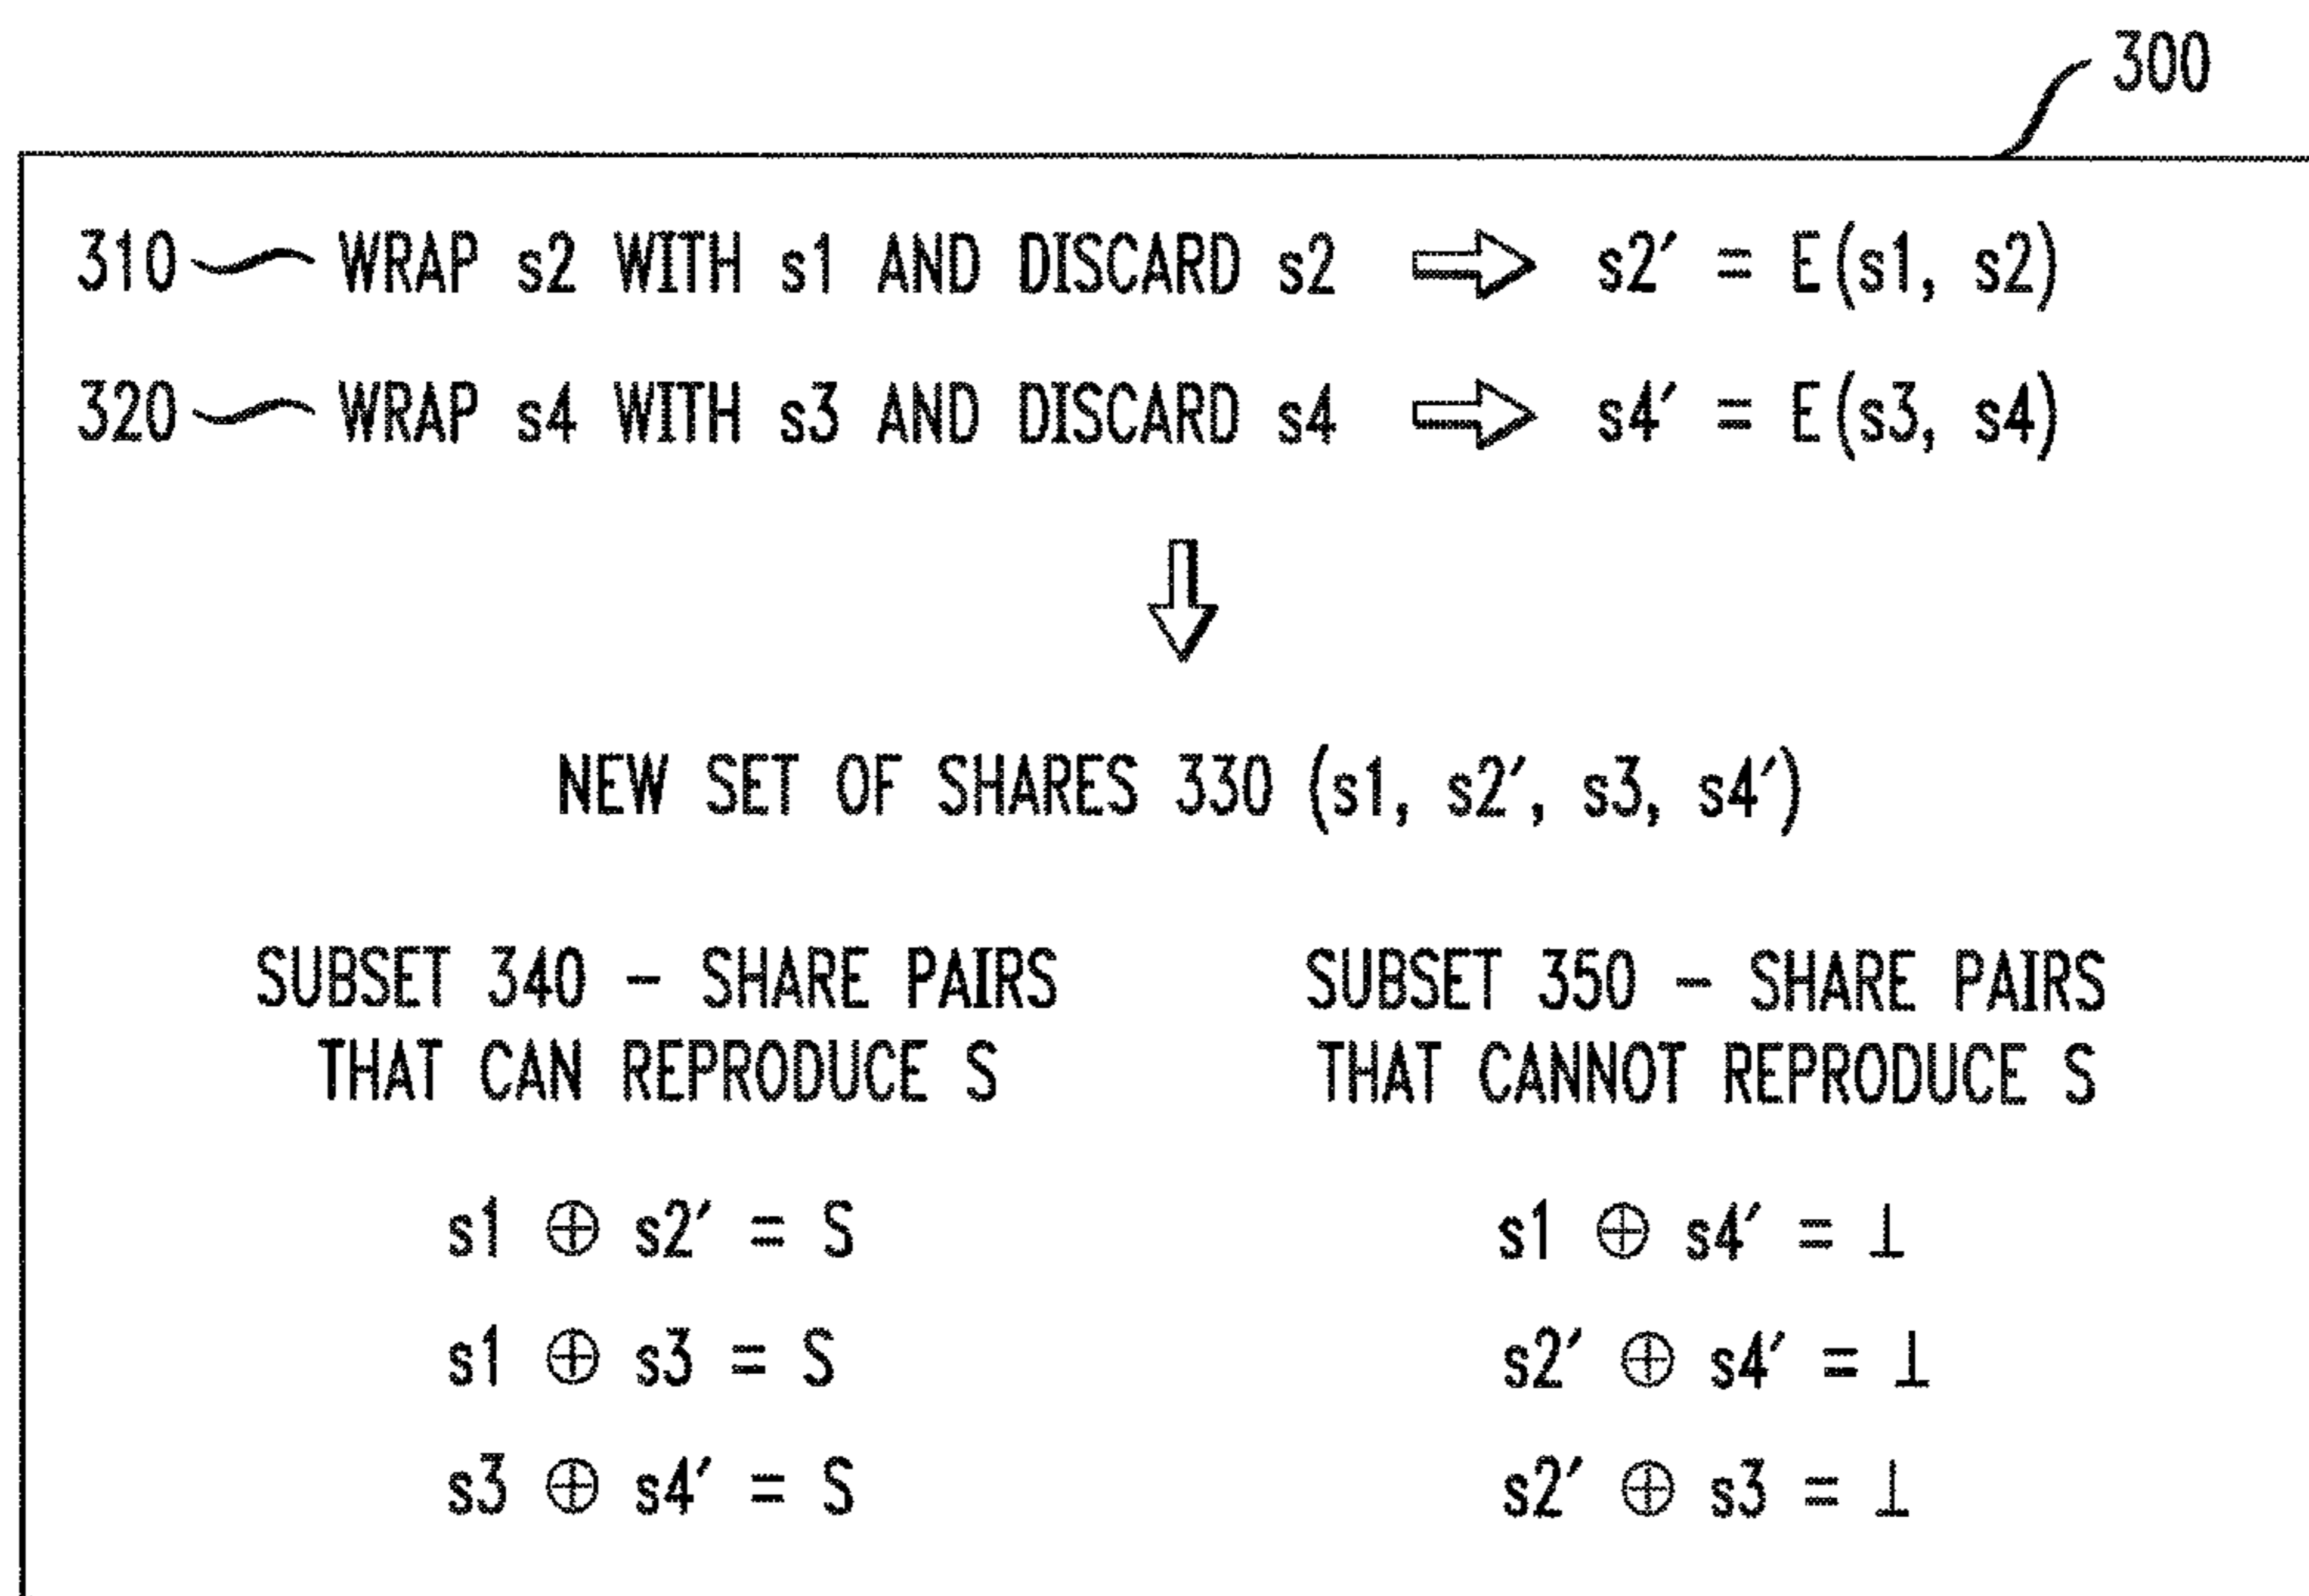 300
310 WRAP s2 WITH s1 AND DISCARD s2 ⇨ s2′ = E(s1, s2)
320 WRAP s4 WITH s3 AND DISCARD s4 ⇨ s4′ = E(s3, s4)
NEW SET OF SHARES 330 (s1, s2′, s3, s4′)
SUBSET 340 – SHARE PAIRS
THAT CAN REPRODUCE S
s1 ⊕ s2′ = S
s1 ⊕ s3 = S
s3 ⊕ s4′ = S
SUBSET 350 – SHARE PAIRS
THAT CANNOT REPRODUCE S
s1 ⊕ s4′ = ⊥
s2′ ⊕ s4′ = ⊥
s2′ ⊕ s3 = ⊥